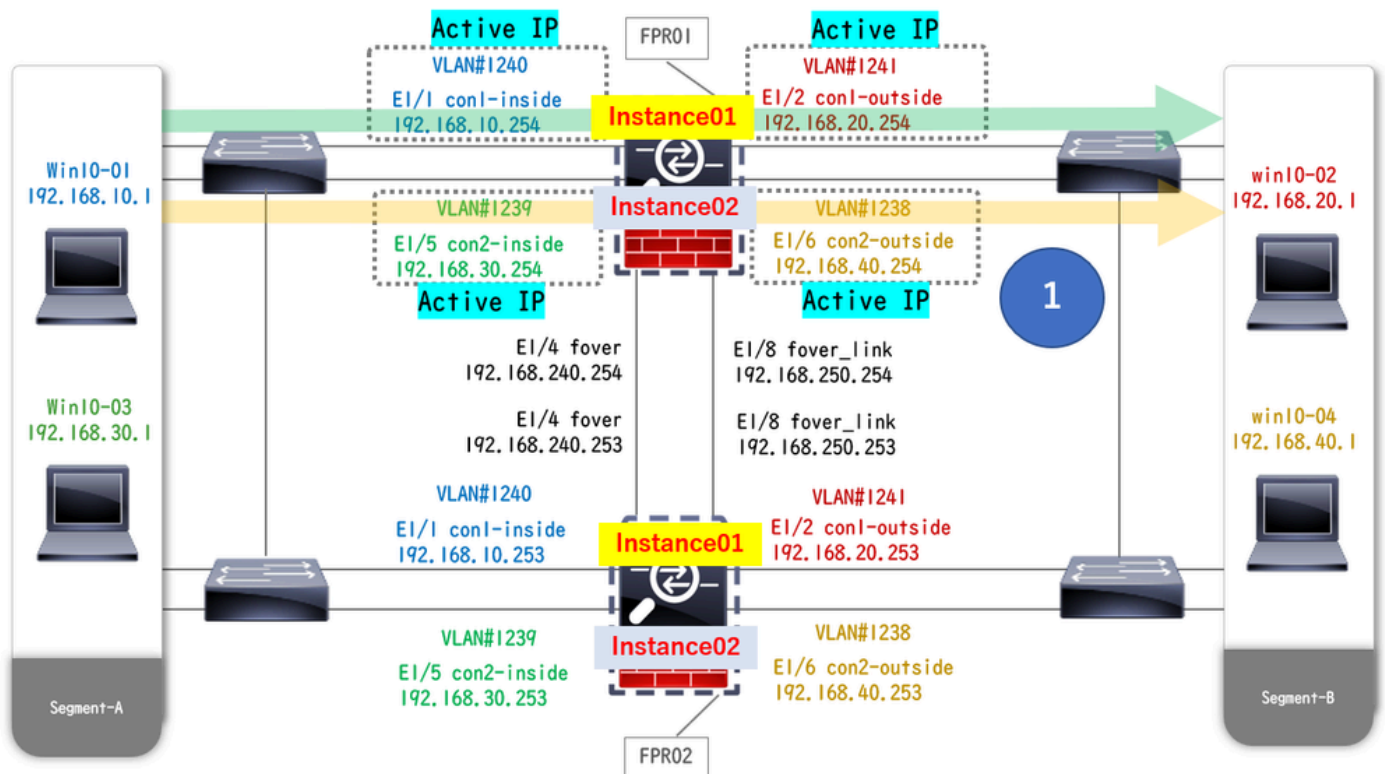 Active IP
FPR01
Active IP
VLAN#1240
VLAN#1241
E1/1 con1-inside
192.168.10.254
Instance01
E1/2 con1-outside
192.168.20.254
Win10-01
192.168.10.1
win10-02
192.168.20.1
VLAN#1239
Instance02
VLAN#1238
E1/5 con2-inside
192.168.30.254
E1/6 con2-outside
192.168.40.254
Active IP
Active IP
1
E1/4 fover
192.168.240.254
E1/8 fover_link
192.168.250.254
Win10-03
192.168.30.1
win10-04
192.168.40.1
E1/4 fover
192.168.240.253
E1/8 fover_link
192.168.250.253
VLAN#1240
VLAN#1241
E1/1 con1-inside
192.168.10.253
Instance01
E1/2 con1-outside
192.168.20.253
VLAN#1239
Instance02
VLAN#1238
E1/5 con2-inside
192.168.30.253
E1/6 con2-outside
192.168.40.253
Segment-A
Segment-B
FPR02